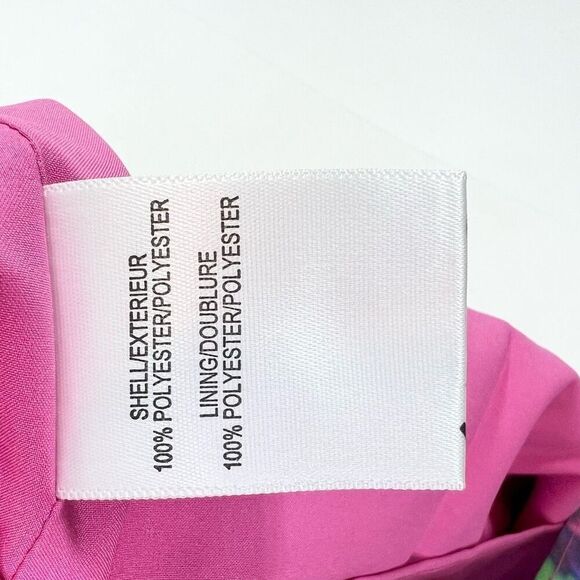 SHELL/EXTERIEUR
100% POLYESTER/POLYESTER
LINING/DOUBLURE
100% POLYESTER/POLYESTER